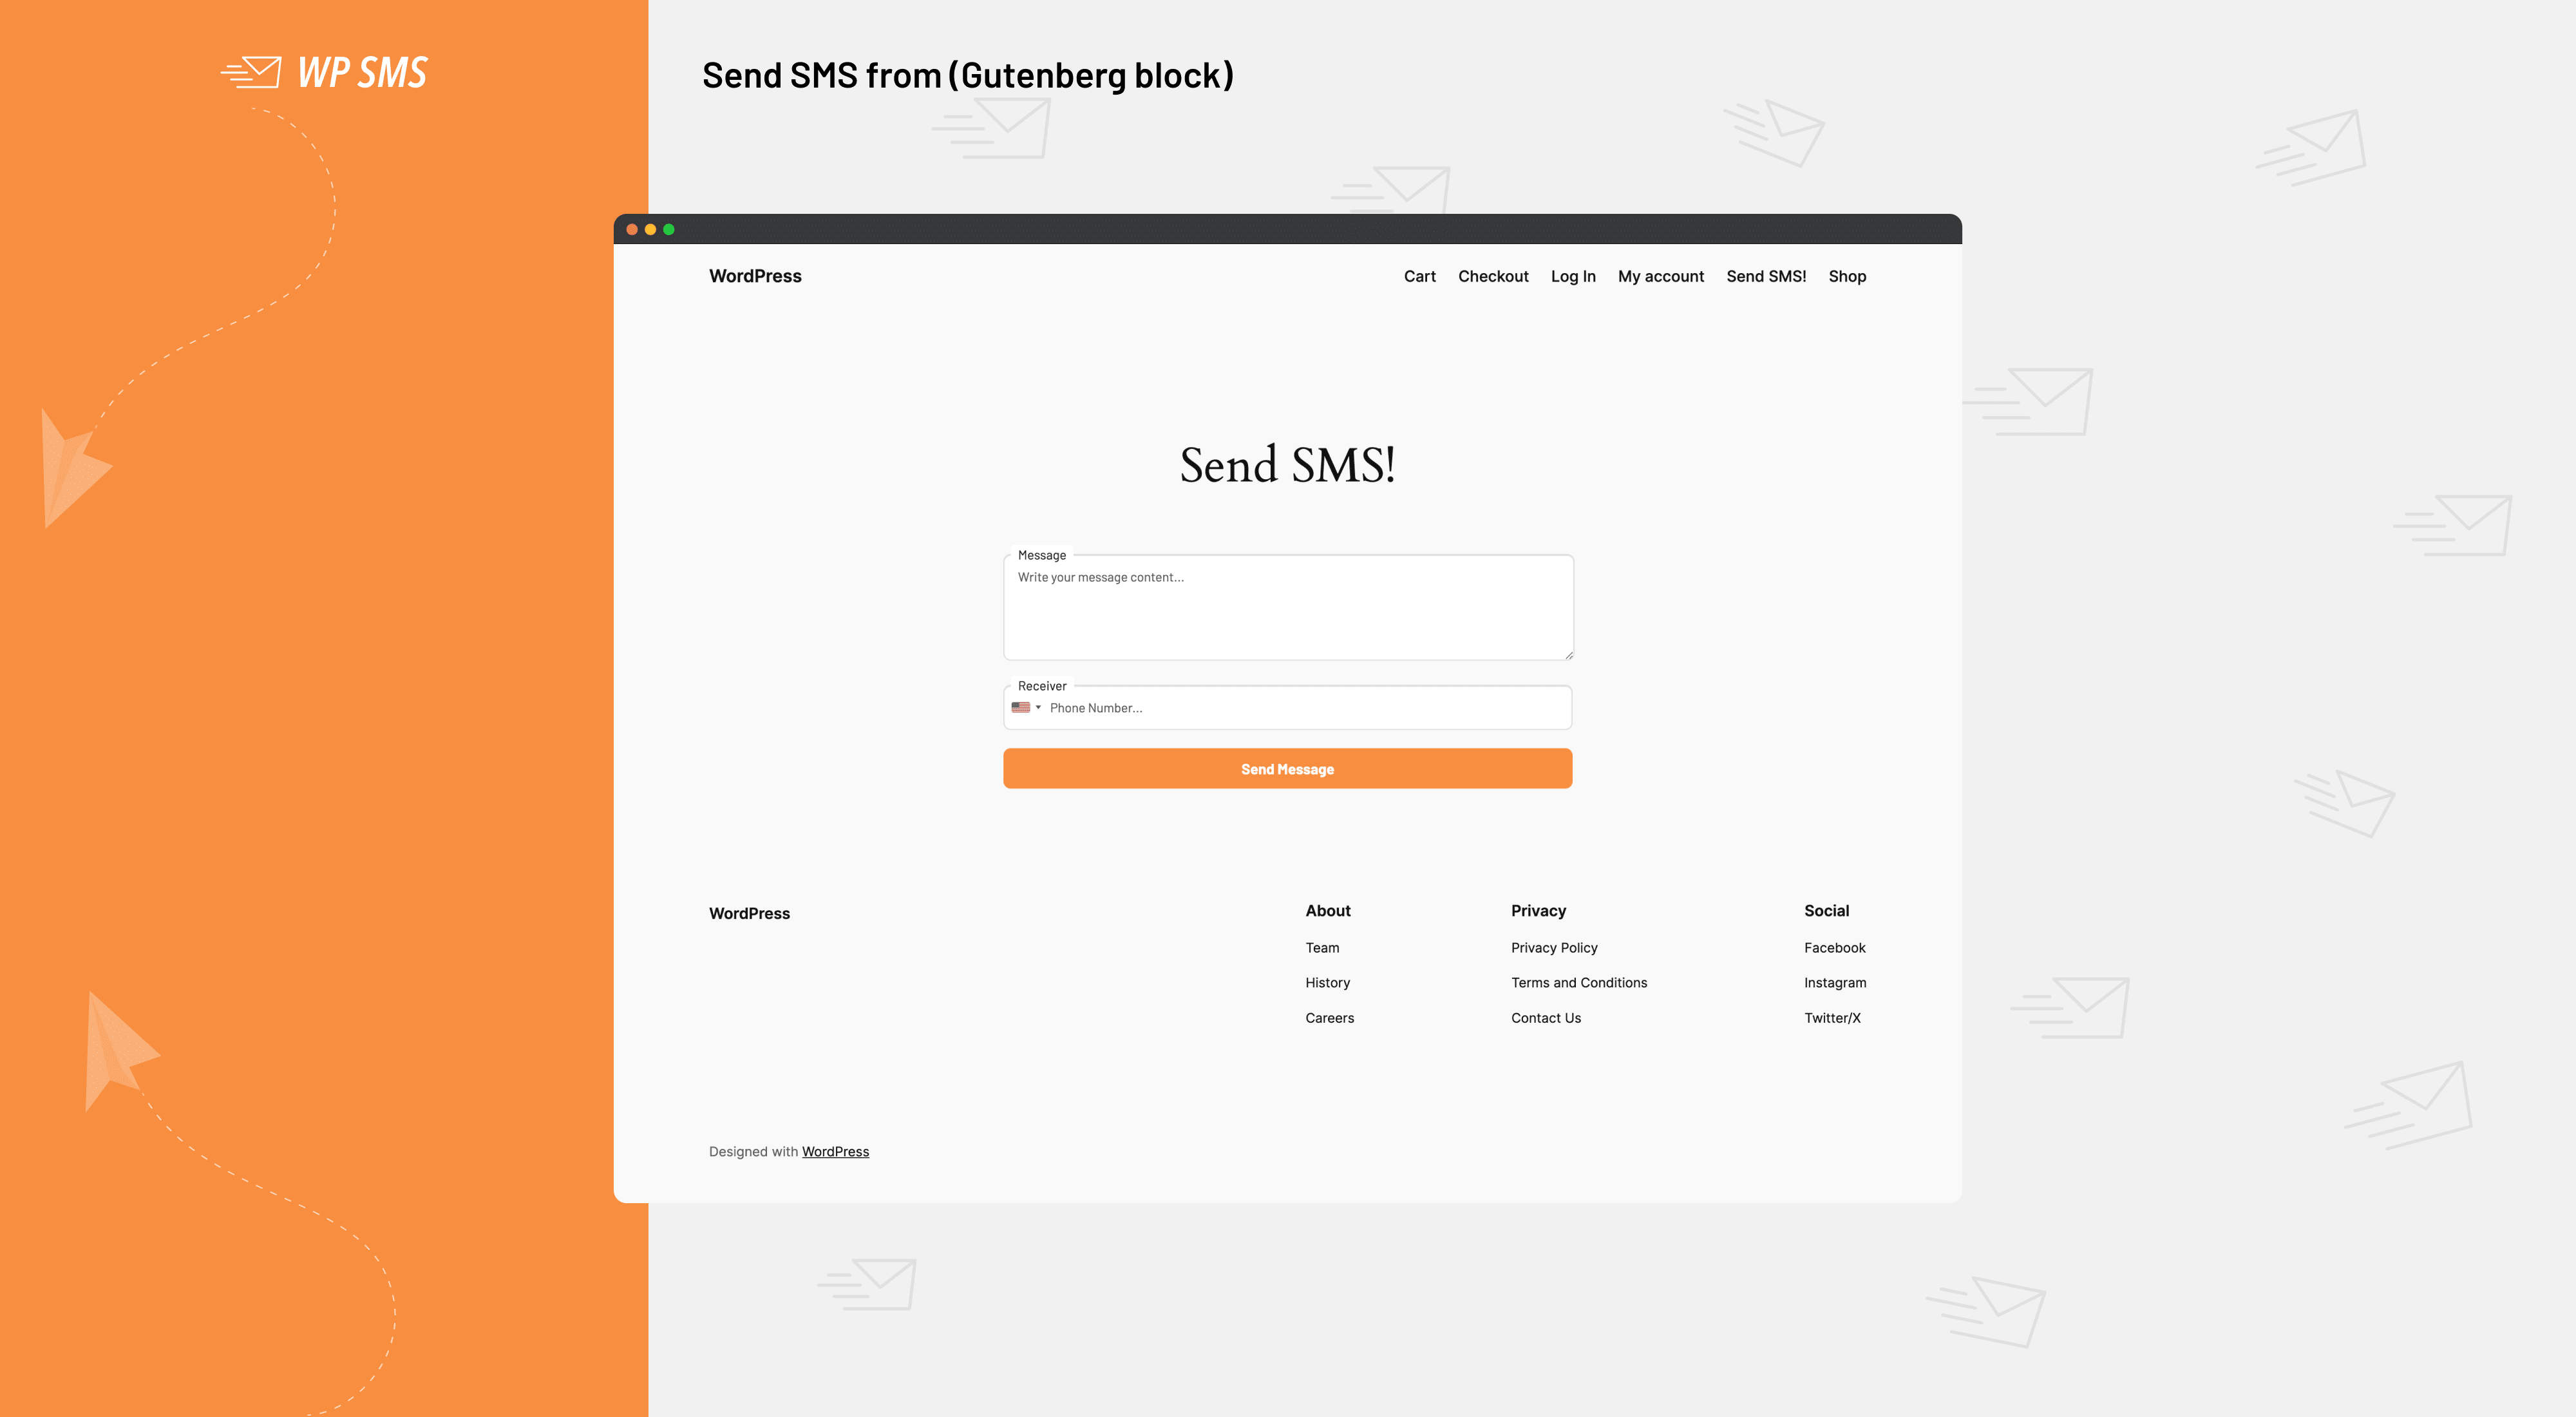 WP SMS
Send SMS from (Gutenberg block)
WordPress
Cart Checkout Log In My account Send SMS! Shop
Send SMS!
Message
Write your message content...
Receiver
Phone Number...
Send Message
WordPress
About
Team
History
Careers
Privacy
Privacy Policy
Terms and Conditions
Contact Us
Social
Facebook
Instagram
Twitter/X
Designed with WordPress